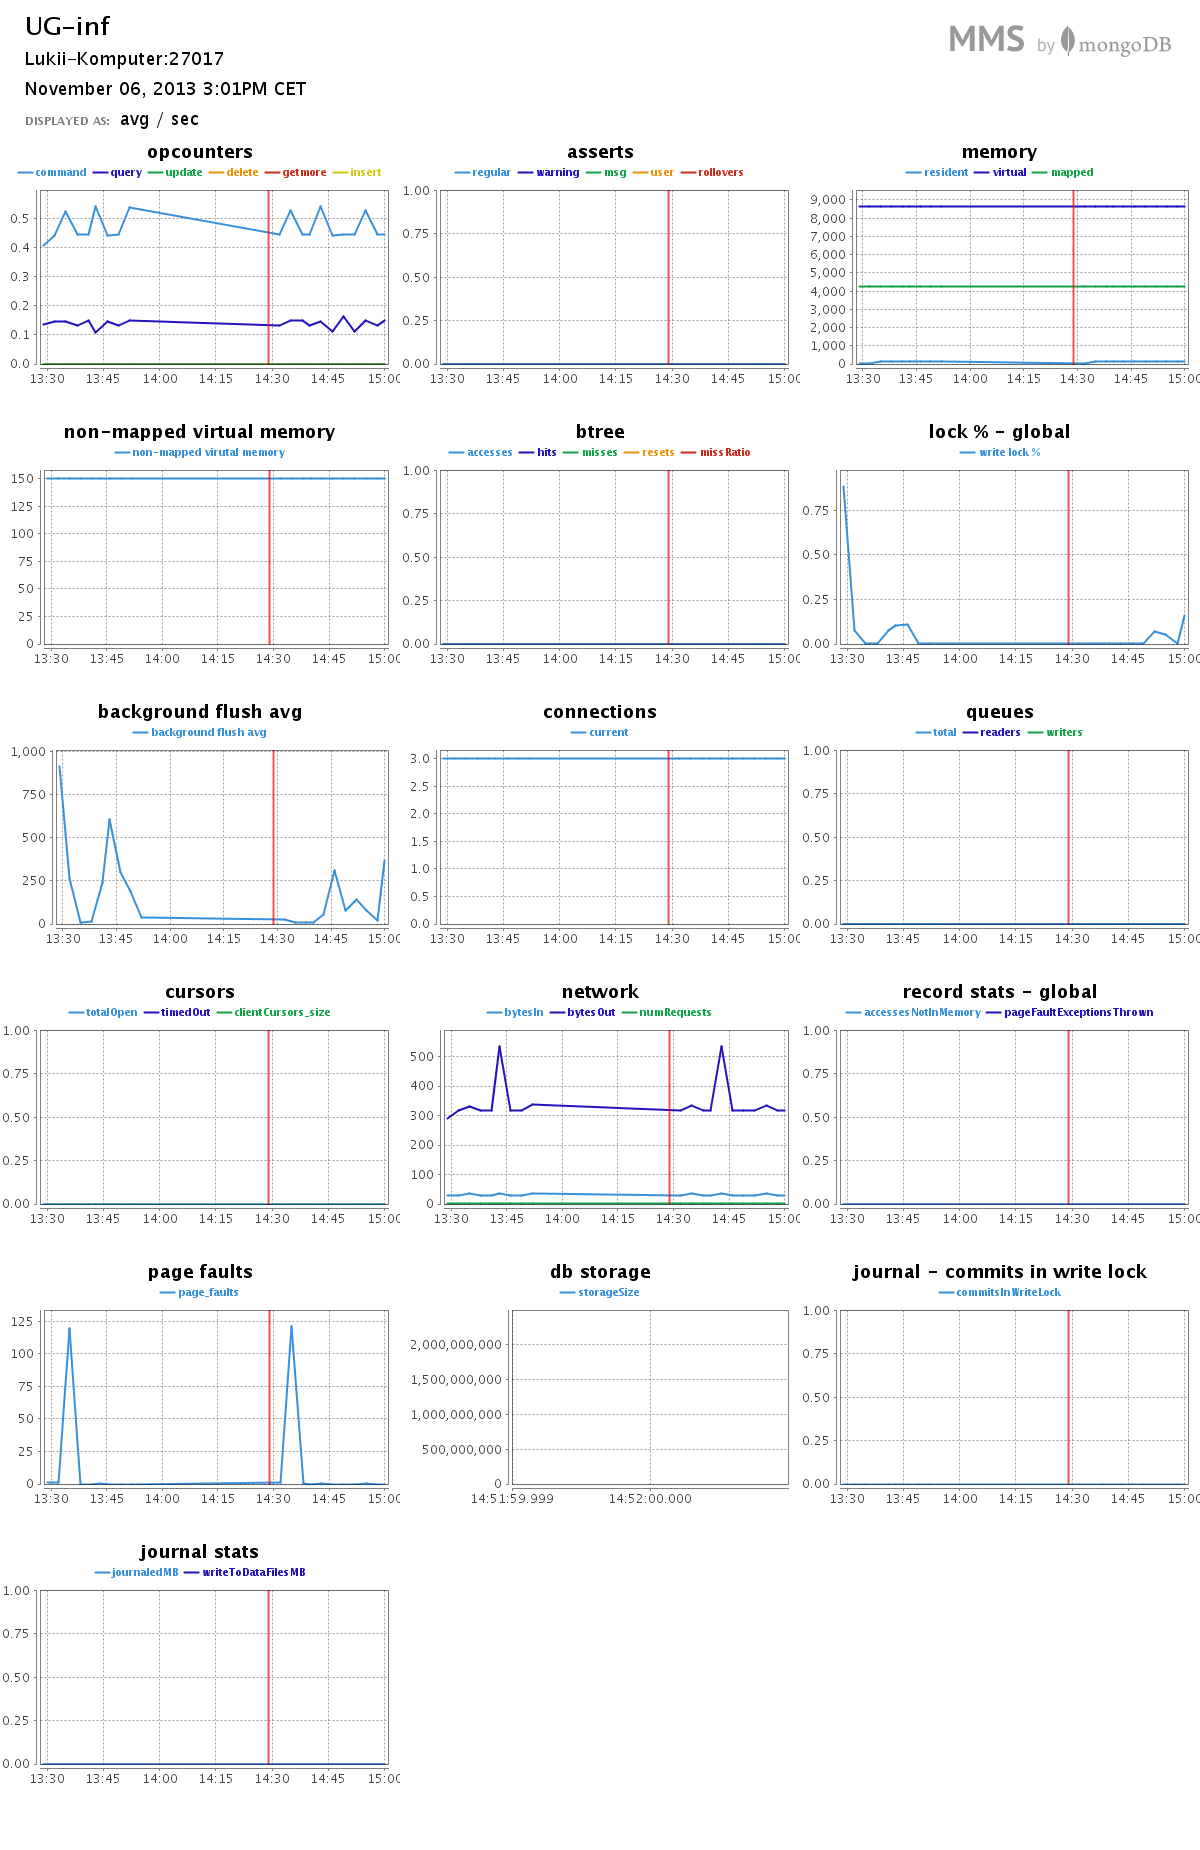 UG-inf
Lukii-Komputer:27017
November 06, 2013 3:01PM CET
DISPLAYED AS: avg / sec
MMS by mongoDB
opcounters
command query update delete getmore insert
0.5
0.4
0.3
0.2
0.1
0.0
13:30 13:45 14:00 14:15 14:30 14:45 15:00
asserts
regular warning msg user rollovers
1.00
0.75
0.50
0.25
0.00
13:30 13:45 14:00 14:15 14:30 14:45 15:00
memory
resident virtual mapped
9,000
8,000
7,000
6,000
5,000
4,000
3,000
2,000
1,000
0
13:30 13:45 14:00 14:15 14:30 14:45 15:00
non-mapped virtual memory
non-mapped virutal memory
150
125
100
75
50
25
0
13:30 13:45 14:00 14:15 14:30 14:45 15:00
btree
accesses hits misses resets missRatio
1.00
0.75
0.50
0.25
0.00
13:30 13:45 14:00 14:15 14:30 14:45 15:00
lock % - global
write lock %
0.75
0.50
0.25
0.00
13:30 13:45 14:00 14:15 14:30 14:45 15:00
background flush avg
background flush avg
1,000
750
500
250
0
13:30 13:45 14:00 14:15 14:30 14:45 15:00
connections
current
3.0
2.5
2.0
1.5
1.0
0.5
0.0
13:30 13:45 14:00 14:15 14:30 14:45 15:00
queues
total readers writers
1.00
0.75
0.50
0.25
0.00
13:30 13:45 14:00 14:15 14:30 14:45 15:00
cursors
totalOpen timedOut clientCursors_size
1.00
0.75
0.50
0.25
0.00
13:30 13:45 14:00 14:15 14:30 14:45 15:00
network
bytesIn bytesOut numRequests
500
400
300
200
100
0
13:30 13:45 14:00 14:15 14:30 14:45 15:00
record stats - global
accessesNotInMemory pageFaultExceptionsThrown
1.00
0.75
0.50
0.25
0.00
13:30 13:45 14:00 14:15 14:30 14:45 15:00
page faults
page_faults
125
100
75
50
25
0
13:30 13:45 14:00 14:15 14:30 14:45 15:00
db storage
storageSize
2,000,000,000
1,500,000,000
1,000,000,000
500,000,000
0
14:51:59.999 14:52:00.000
journal - commits in write lock
commitsInWriteLock
1.00
0.75
0.50
0.25
0.00
13:30 13:45 14:00 14:15 14:30 14:45 15:00
journal stats
journaledMB writeToDataFilesMB
1.00
0.75
0.50
0.25
0.00
13:30 13:45 14:00 14:15 14:30 14:45 15:00